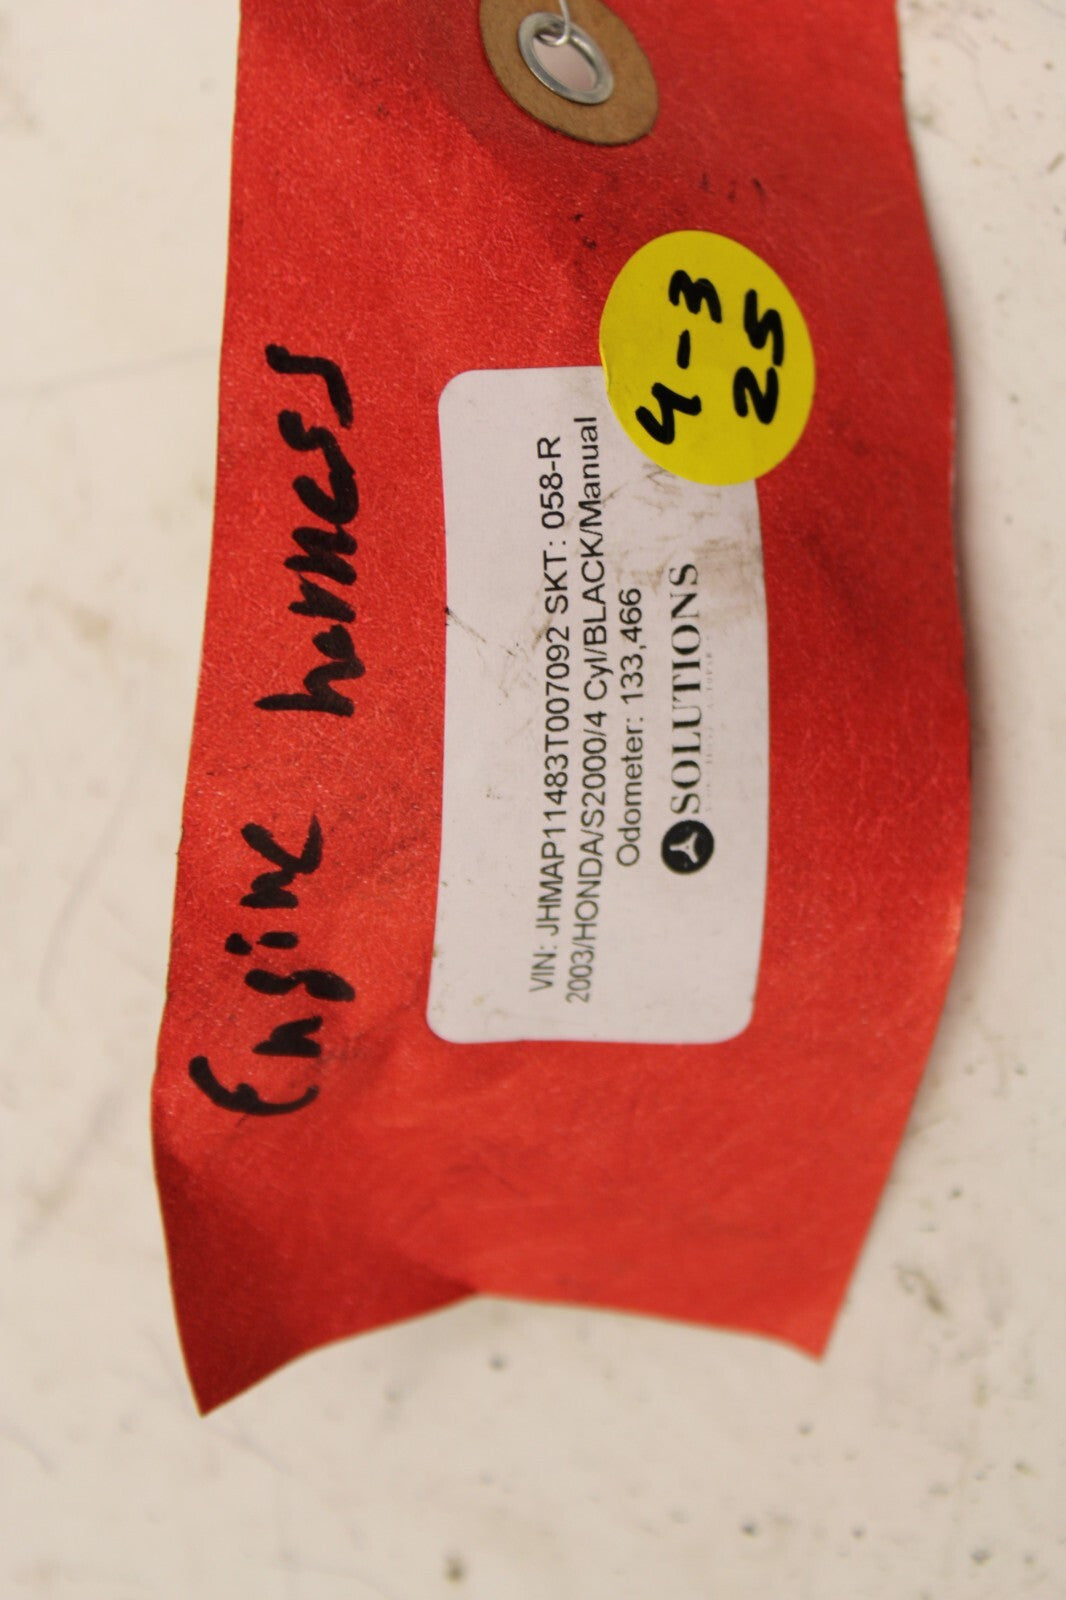 Engine harness
VIN: JHMAP11483T007092 SKT: 058-R
2003/HONDA/S2000/4 Cyl/BLACK/Manual
Odometer: 133,466
SOLUTIONS
4-3
25